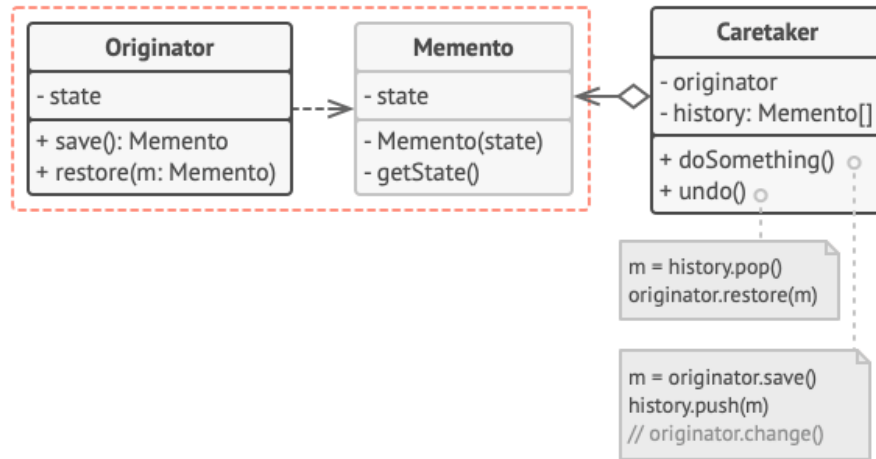 Originator
- state
+ save(): Memento
+ restore(m: Memento)
Memento
- state
- Memento(state)
- getState()
Caretaker
- originator
- history: Memento[]
+ doSomething()
+ undo()
m = history.pop()
originator.restore(m)
m = originator.save()
history.push(m)
// originator.change()